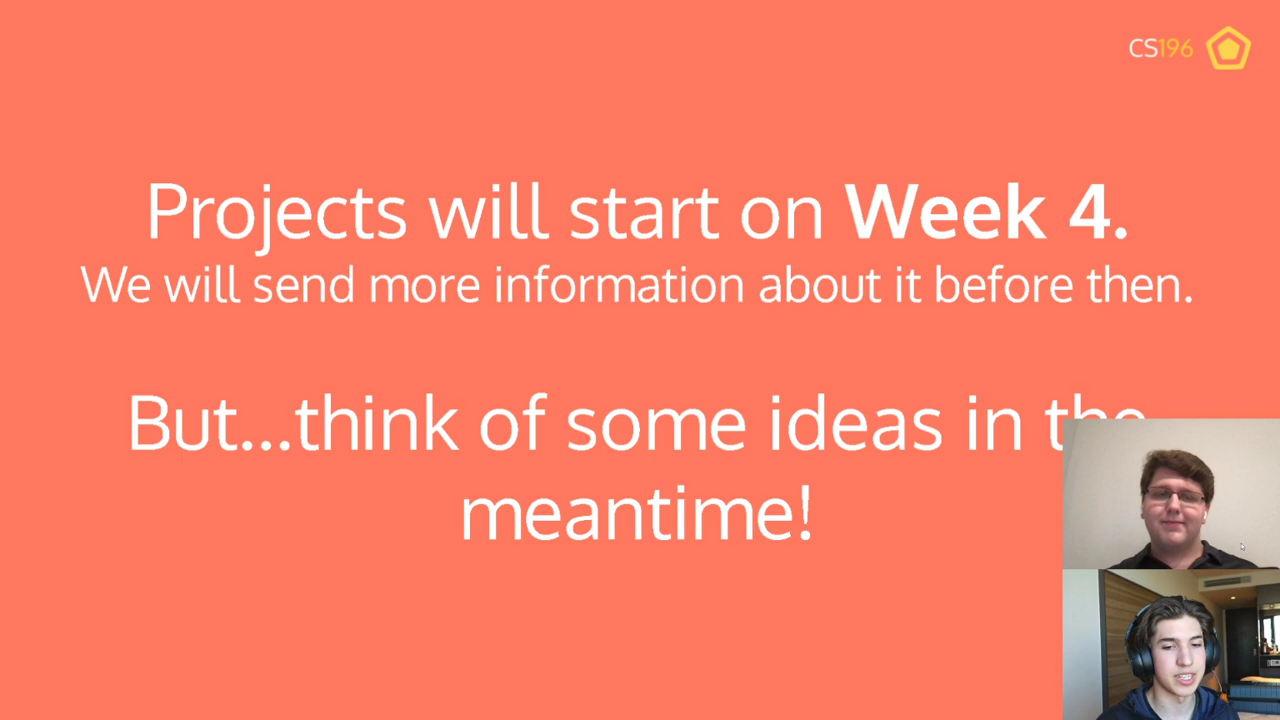 CS196
Projects will start on Week 4.
We will send more information about it before then.
But...think of some ideas in the
meantime!